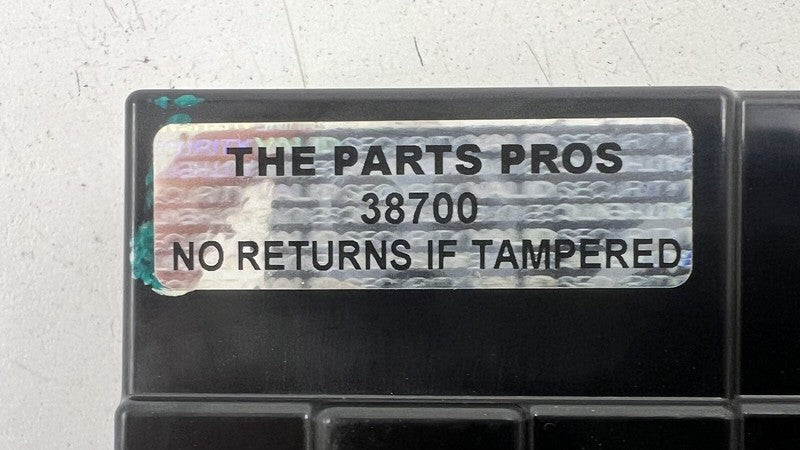 THE PARTS PROS
38700
NO RETURNS IF TAMPERED